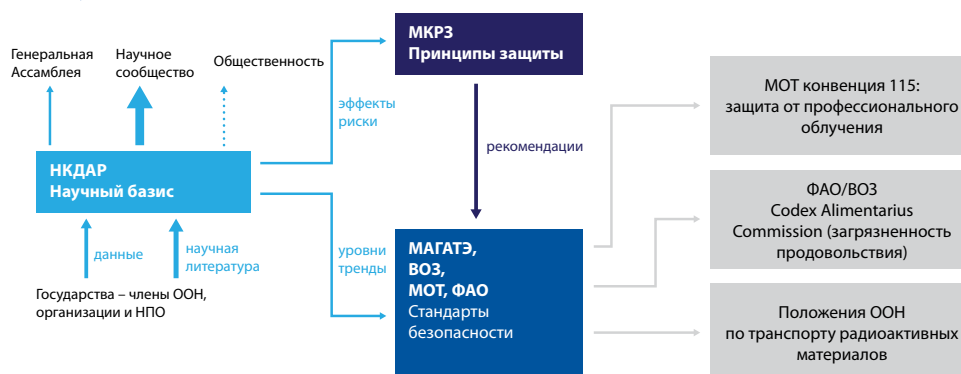 Генеральная
Ассамблея
Научное
сообщество
Общественность
НКДАР
Научный базис
данные
научная
литература
Государства – члены ООН,
организации и НПО
эффекты
риски
уровни
тренды
МКРЗ
Принципы защиты
рекомендации
МАГАТЭ,
ВОЗ,
МОТ, ФАО
Стандарты
безопасности
МОТ конвенция 115:
защита от профессионального
облучения
ФАО/ВОЗ
Codex Alimentarius
Commission (загрязненность
продовольствия)
Положения ООН
по транспорту радиоактивных
материалов